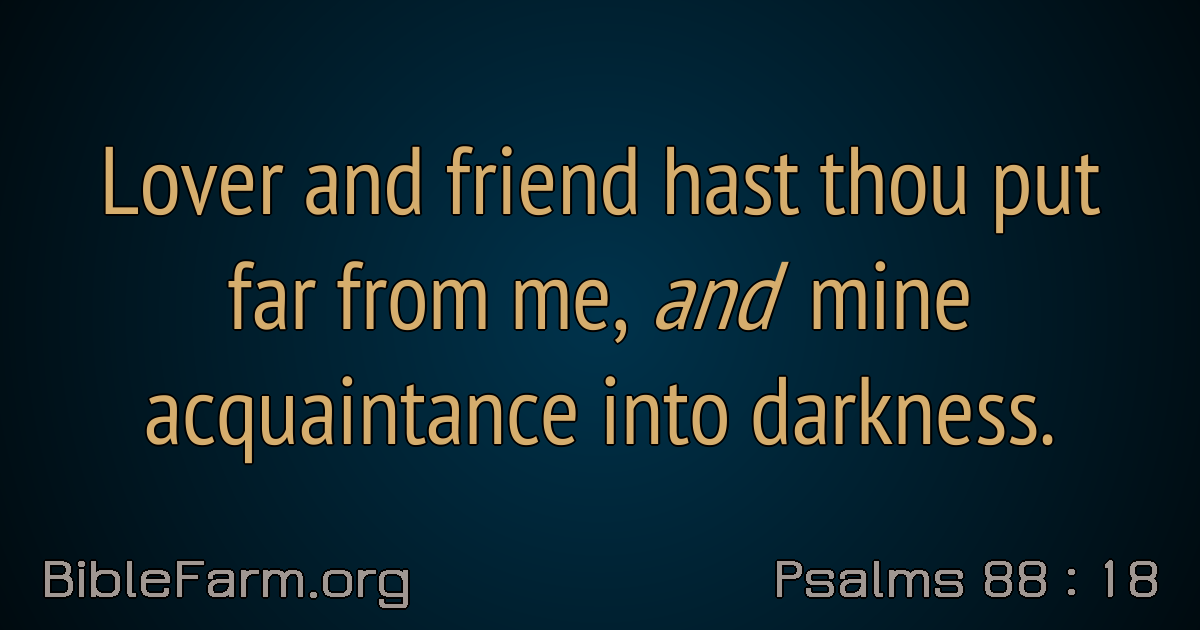 Lover and friend hast thou put
far from me, and mine
acquaintance into darkness.
BibleFarm.org
Psalms 88 : 18